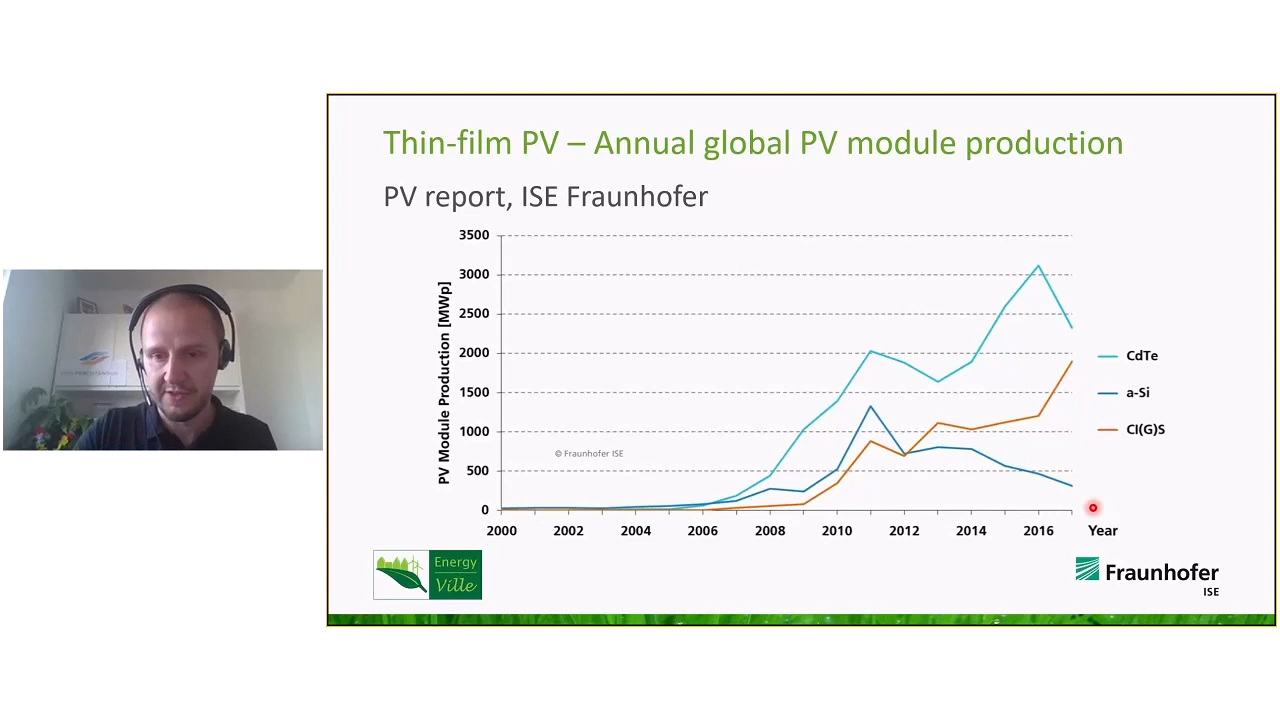 Thin-film PV – Annual global PV module production
PV report, ISE Fraunhofer
PV Module Production [MWp]
3500
3000
2500
2000
1500
1000
500
0
© Fraunhofer ISE
2000 2002 2004 2006 2008 2010 2012 2014 2016 Year
CdTe
a-Si
CI(G)S
Energy
Ville
Fraunhofer
ISE